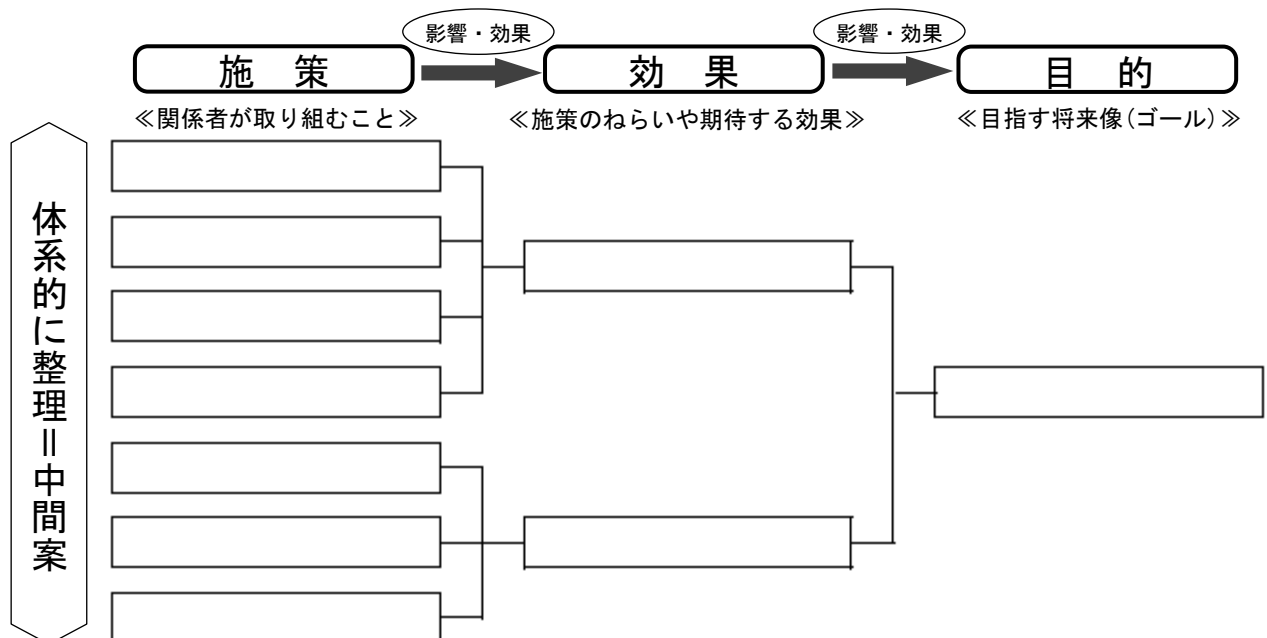 影響・効果
影響・効果
施 策
効 果
目 的
≪関係者が取り組むこと≫
≪施策のねらいや期待する効果≫
≪目指す将来像(ゴール)≫
体系的に整理＝中間案